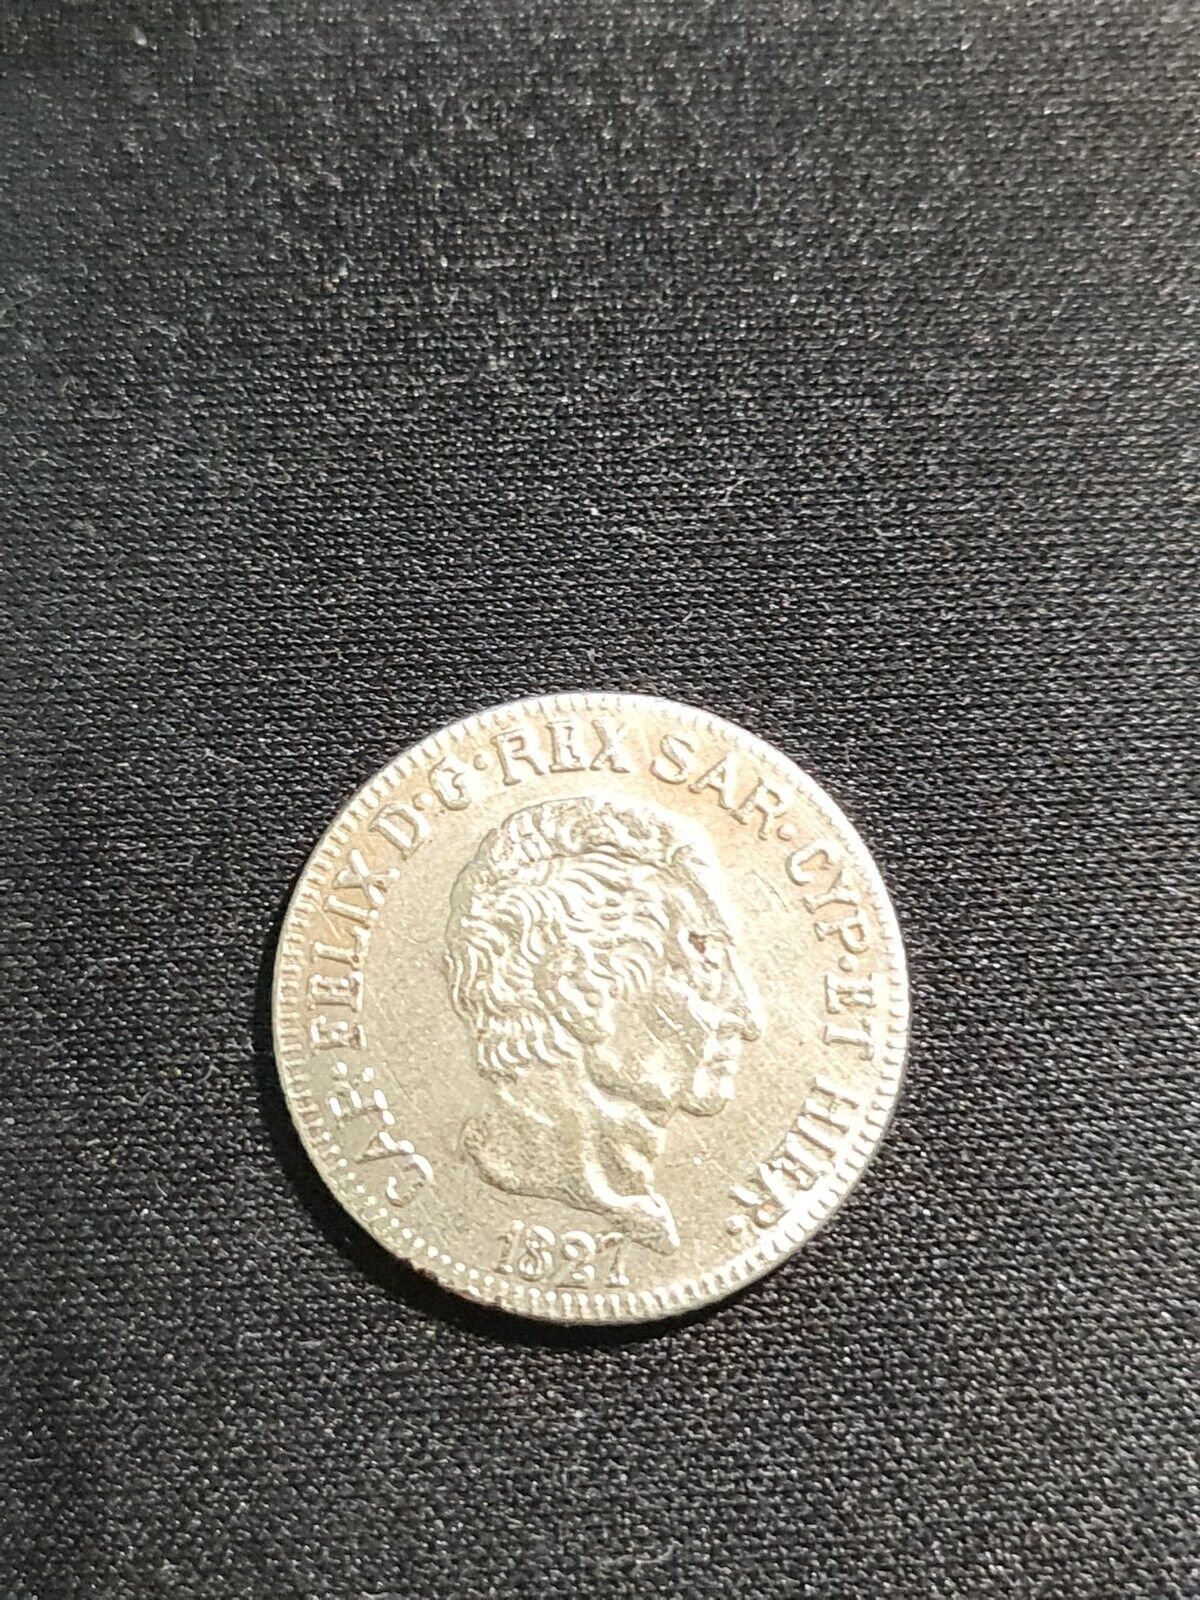 CAR·FELIX D·G·REX SAR·CYP·ET HIER·
1827